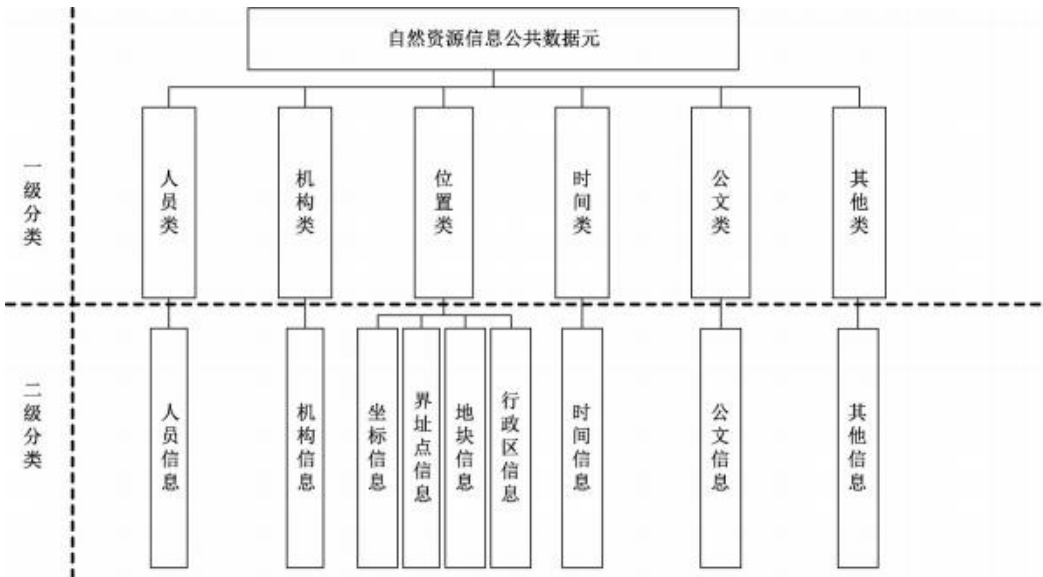 自然资源信息公共数据元
一级分类
人员类
机构类
位置类
时间类
公文类
其他类
二级分类
人员信息
机构信息
坐标信息
界址点信息
地块信息
行政区信息
时间信息
公文信息
其他信息